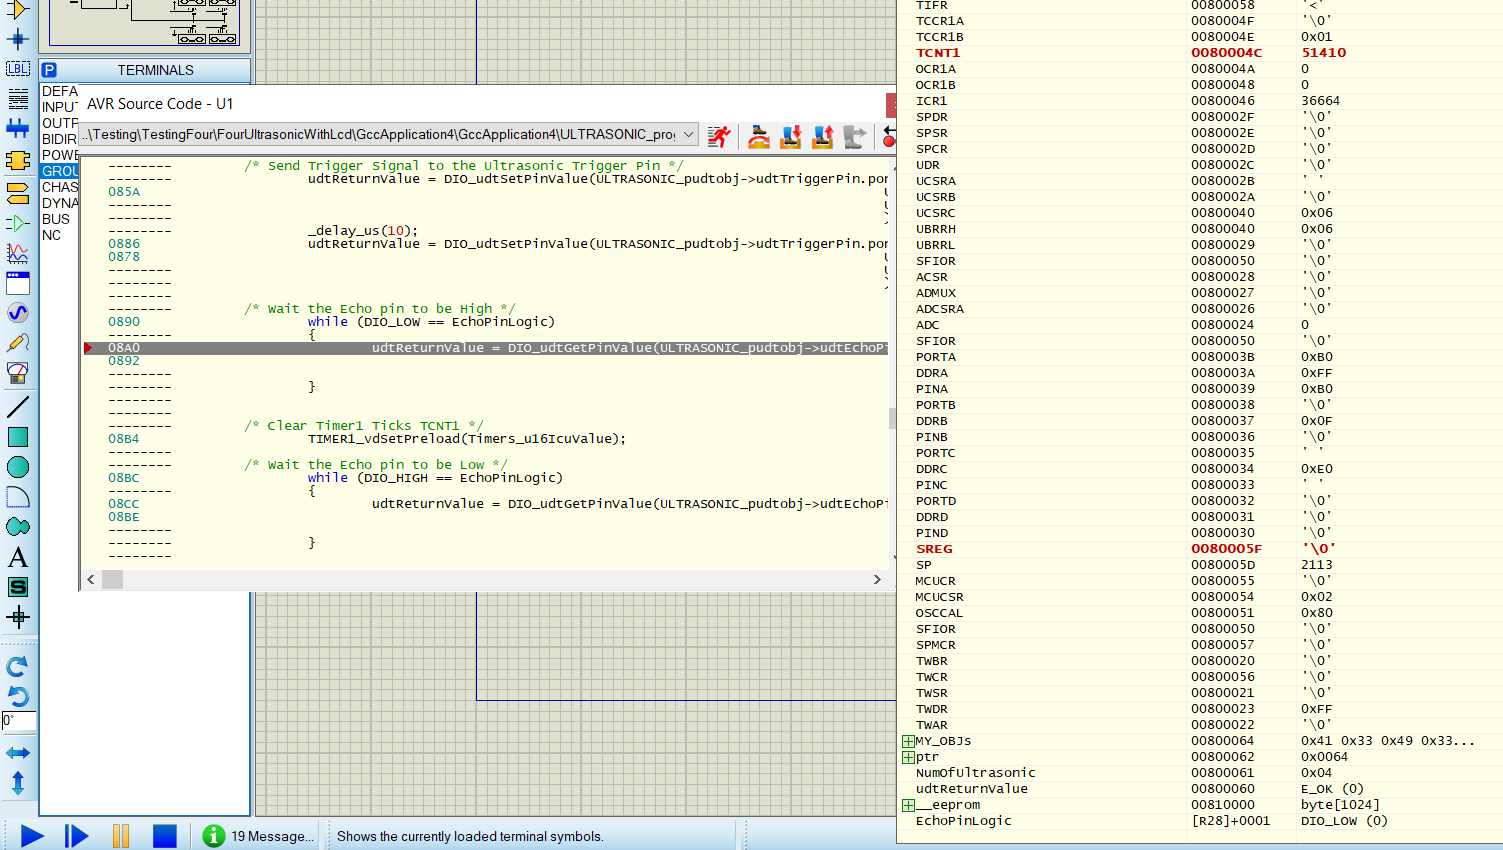 LBL
P TERMINALS
DEFA
INPUT
OUTP
BIDIR
POWE
GROU
CHAS
DYNA
BUS
NC
A
S
0°
AVR Source Code - U1
..\Testing\TestingFour\FourUltrasonicWithLcd\GccApplication4\GccApplication4\ULTRASONIC_prog
-------- /* Send Trigger Signal to the Ultrasonic Trigger Pin */
-------- udtReturnValue = DIO_udtSetPinValue(ULTRASONIC_pudtobj->udtTriggerPin.por
085A
--------
--------
-------- _delay_us(10);
0886 udtReturnValue = DIO_udtSetPinValue(ULTRASONIC_pudtobj->udtTriggerPin.por
0878
--------
--------
--------
-------- /* Wait the Echo pin to be High */
0890 while (DIO_LOW == EchoPinLogic)
-------- {
08A0 udtReturnValue = DIO_udtGetPinValue(ULTRASONIC_pudtobj->udtEchoPi
0892
--------
-------- }
--------
--------
-------- /* Clear Timer1 Ticks TCNT1 */
08B4 TIMER1_vdSetPreload(Timers_u16IcuValue);
--------
-------- /* Wait the Echo pin to be Low */
08BC while (DIO_HIGH == EchoPinLogic)
-------- {
08CC udtReturnValue = DIO_udtGetPinValue(ULTRASONIC_pudtobj->udtEchoPi
08BE
--------
-------- }
--------
TIFR 00800058 '<'
TCCR1A 0080004F '\0'
TCCR1B 0080004E 0x01
TCNT1 0080004C 51410
OCR1A 0080004A 0
OCR1B 00800048 0
ICR1 00800046 36664
SPDR 0080002F '\0'
SPSR 0080002E '\0'
SPCR 0080002D '\0'
UDR 0080002C '\0'
UCSRA 0080002B ' '
UCSRB 0080002A '\0'
UCSRC 00800040 0x06
UBRRH 00800040 0x06
UBRRL 00800029 '\0'
SFIOR 00800050 '\0'
ACSR 00800028 '\0'
ADMUX 00800027 '\0'
ADCSRA 00800026 '\0'
ADC 00800024 0
SFIOR 00800050 '\0'
PORTA 0080003B 0xB0
DDRA 0080003A 0xFF
PINA 00800039 0xB0
PORTB 00800038 '\0'
DDRB 00800037 0x0F
PINB 00800036 '\0'
PORTC 00800035 ' '
DDRC 00800034 0xE0
PINC 00800033 ' '
PORTD 00800032 '\0'
DDRD 00800031 '\0'
PIND 00800030 '\0'
SREG 0080005F '\0'
SP 0080005D 2113
MCUCR 00800055 '\0'
MCUCSR 00800054 0x02
OSCCAL 00800051 0x80
SFIOR 00800050 '\0'
SPMCR 00800057 '\0'
TWBR 00800020 '\0'
TWCR 00800056 '\0'
TWSR 00800021 '\0'
TWDR 00800023 0xFF
TWAR 00800022 '\0'
MY_OBJs 00800064 0x41 0x33 0x49 0x33...
ptr 00800062 0x0064
NumOfUltrasonic 00800061 0x04
udtReturnValue 00800060 E_OK (0)
__eeprom 00810000 byte[1024]
EchoPinLogic [R28]+0001 DIO_LOW (0)
19 Message... Shows the currently loaded terminal symbols.